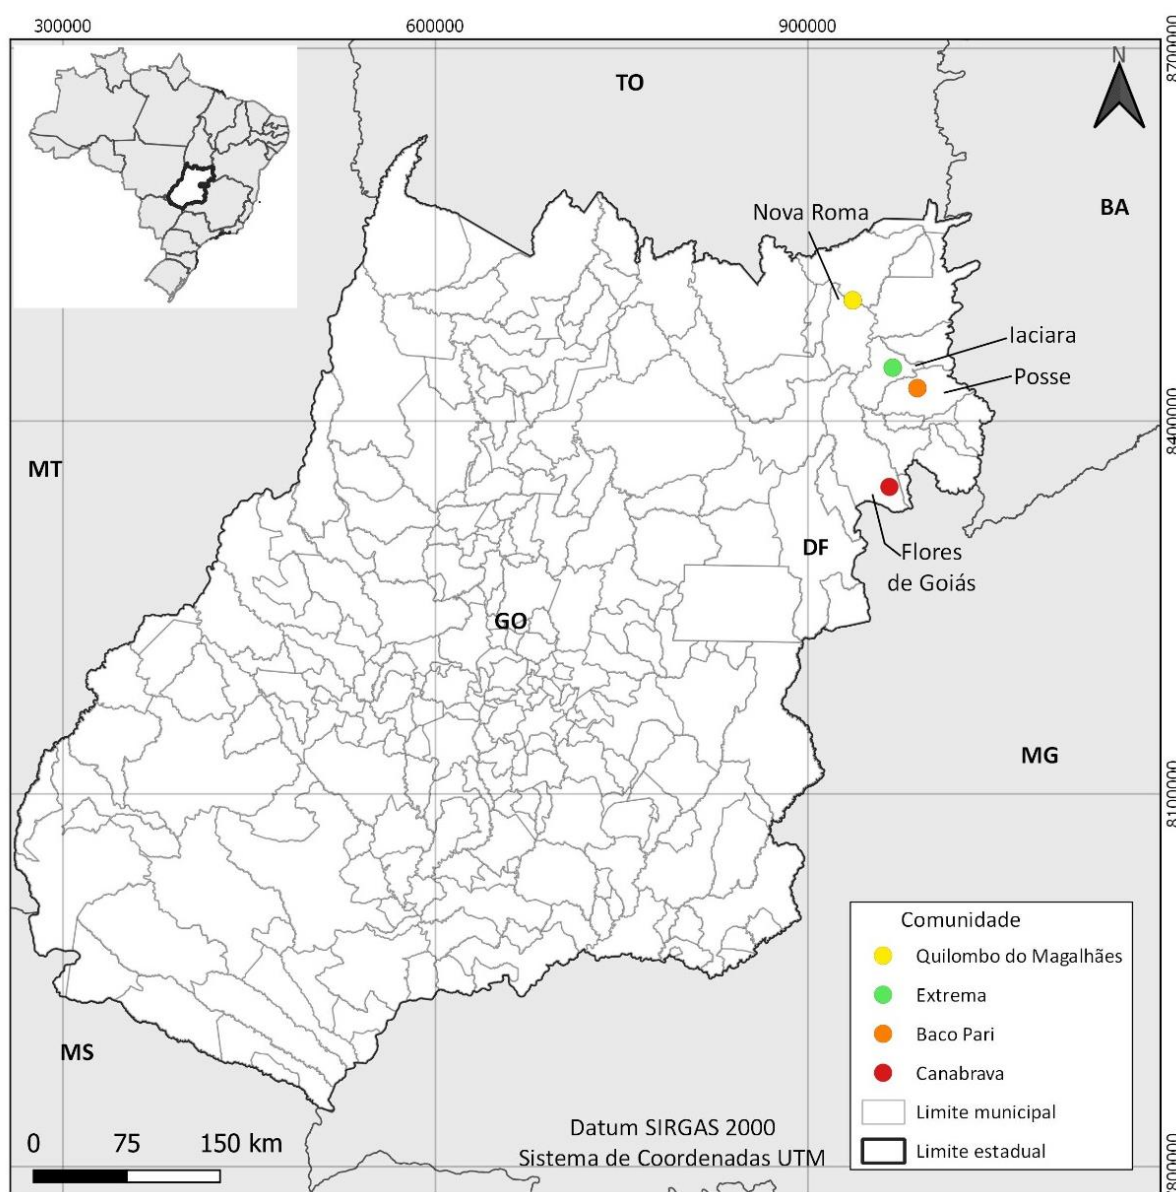 300000
600000
900000
8700000
N
TO
BA
Nova Roma
Iaciara
Posse
8400000
MT
Flores
de Goiás
DF
GO
MG
8100000
Comunidade
Quilombo do Magalhães
Extrema
Baco Pari
Canabrava
Limite municipal
Limite estadual
MS
0 75 150 km
Datum SIRGAS 2000
Sistema de Coordenadas UTM